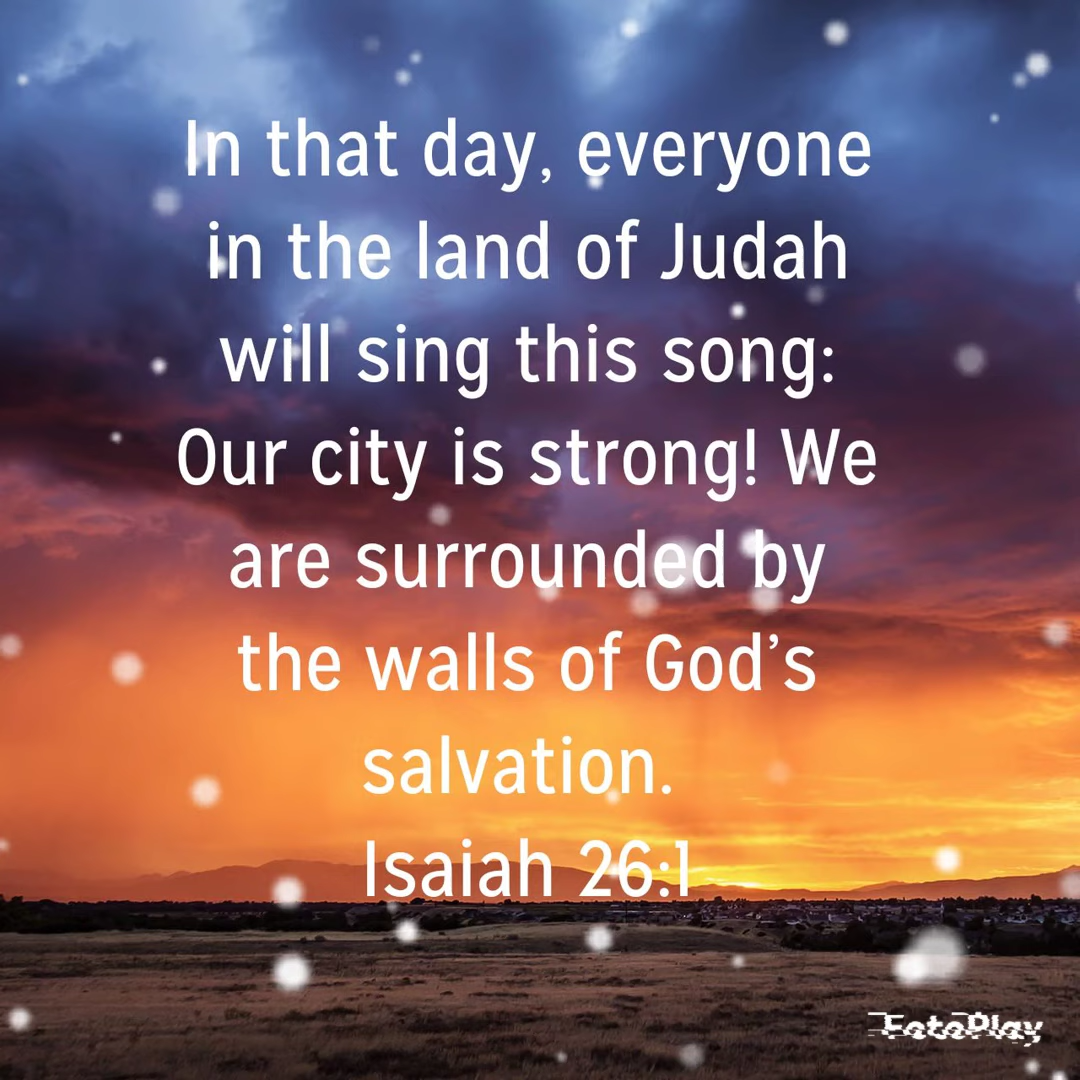 In that day, everyone
in the land of Judah
will sing this song:
Our city is strong! We
are surrounded by
the walls of God’s
salvation.
Isaiah 26:1
FotoPlay